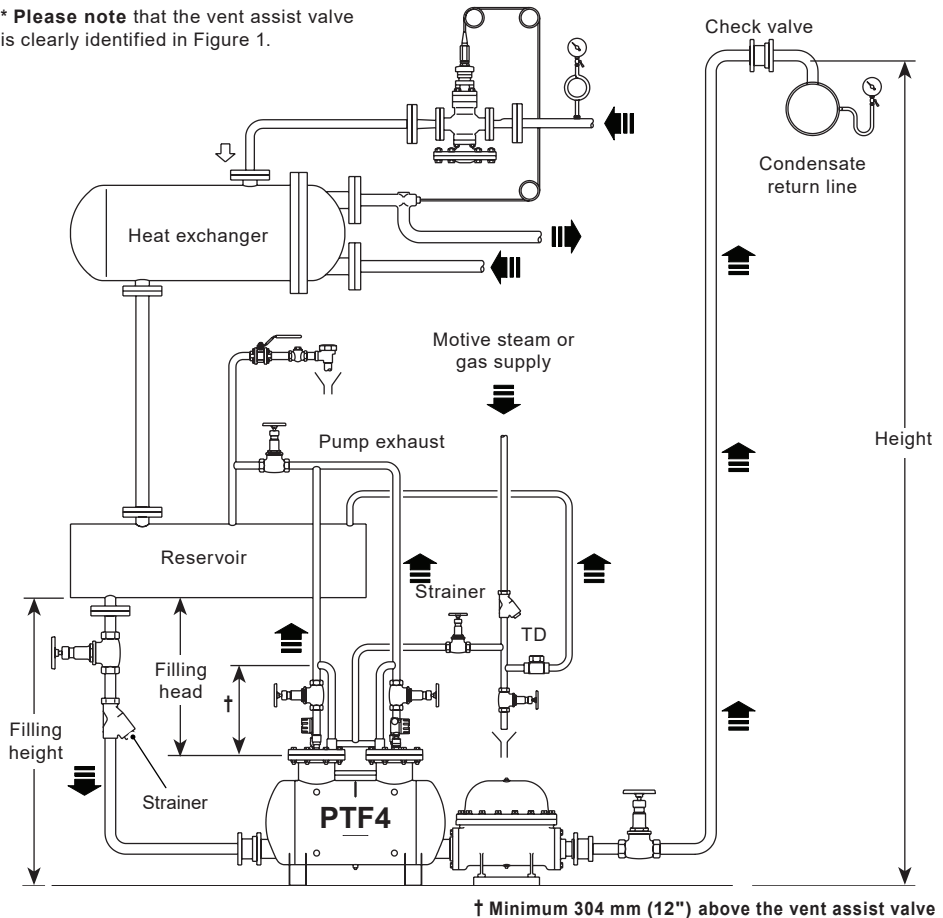 * Please note that the vent assist valve
is clearly identified in Figure 1.
Check valve
Condensate
return line
Heat exchanger
Motive steam or
gas supply
Pump exhaust
Height
Reservoir
Strainer
TD
Filling
head
†
Filling
height
Strainer
PTF4
† Minimum 304 mm (12") above the vent assist valve